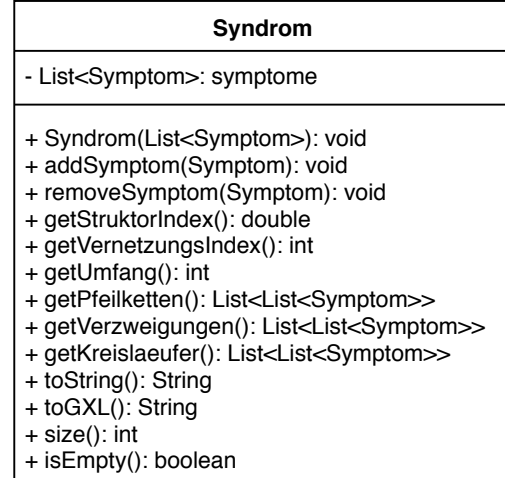 Syndrom
- List<Symptom>: symptome
+ Syndrom(List<Symptom>): void
+ addSymptom(Symptom): void
+ removeSymptom(Symptom): void
+ getStruktorIndex(): double
+ getVernetzungsIndex(): int
+ getUmfang(): int
+ getPfeilketten(): List<List<Symptom>>
+ getVerzweigungen(): List<List<Symptom>>
+ getKreislaeufer(): List<List<Symptom>>
+ toString(): String
+ toGXL(): String
+ size(): int
+ isEmpty(): boolean